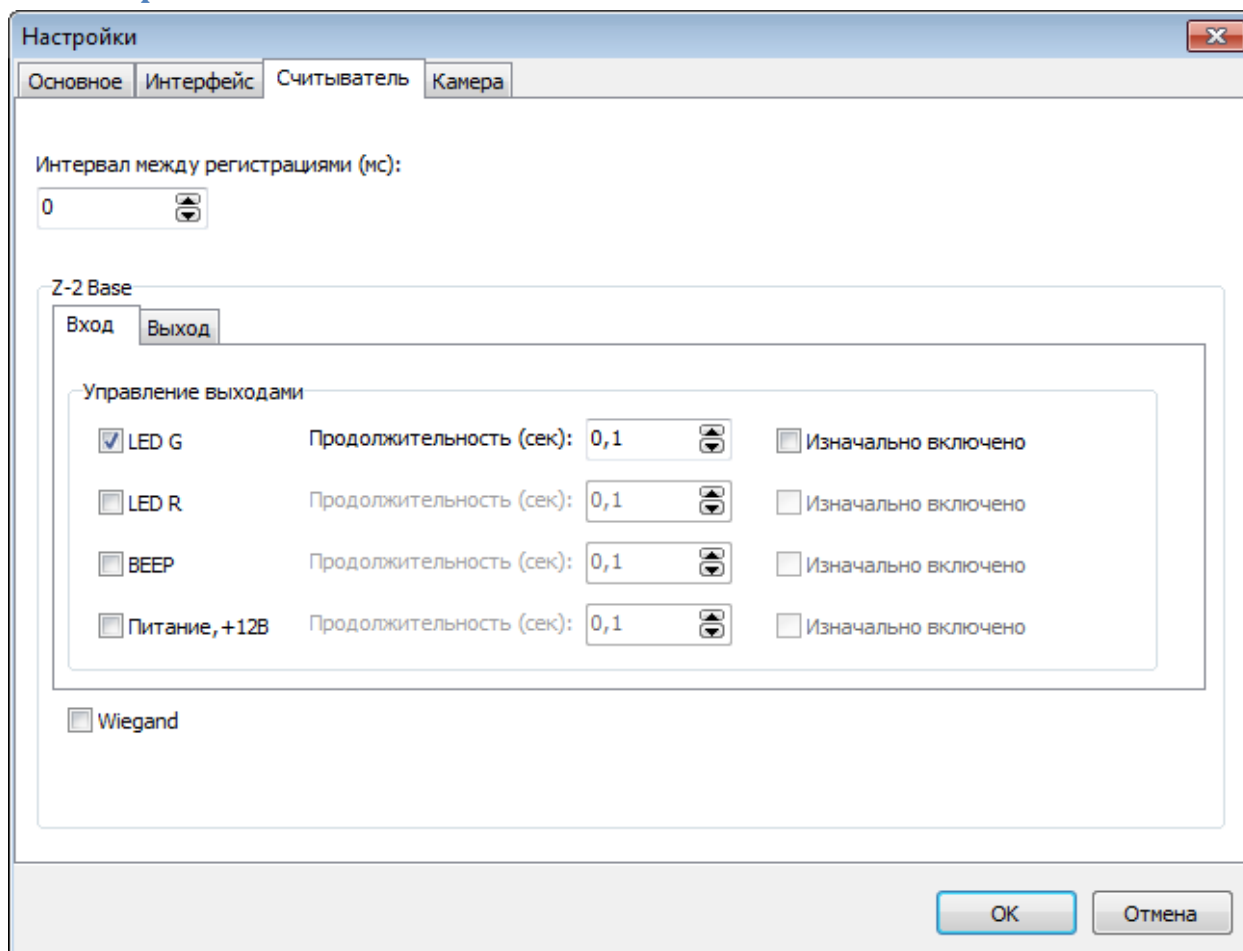 Настройки
Основное Интерфейс Считыватель Камера
Интервал между регистрациями (мс):
0
Z-2 Base
Вход Выход
Управление выходами
LED G Продолжительность (сек): 0,1 Изначально включено
LED R Продолжительность (сек): 0,1 Изначально включено
BEEP Продолжительность (сек): 0,1 Изначально включено
Питание, +12В Продолжительность (сек): 0,1 Изначально включено
Wiegand
OK Отмена